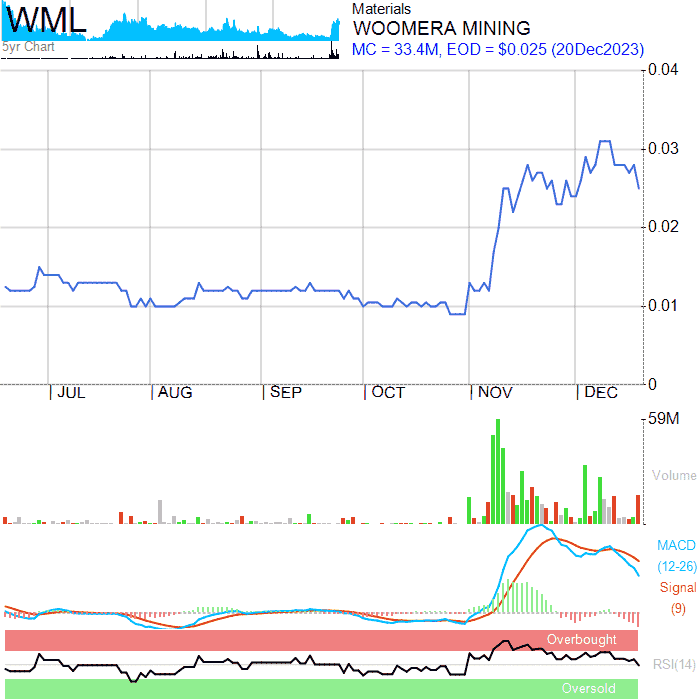 WML
5yr Chart
Materials
WOOMERA MINING
MC = 33.4M, EOD = $0.025 (20Dec2023)
0.04
0.03
0.02
0.01
0
JUL AUG SEP OCT NOV DEC
59M
Volume
MACD
(12-26)
Signal
(9)
Overbought
RSI(14)
Oversold